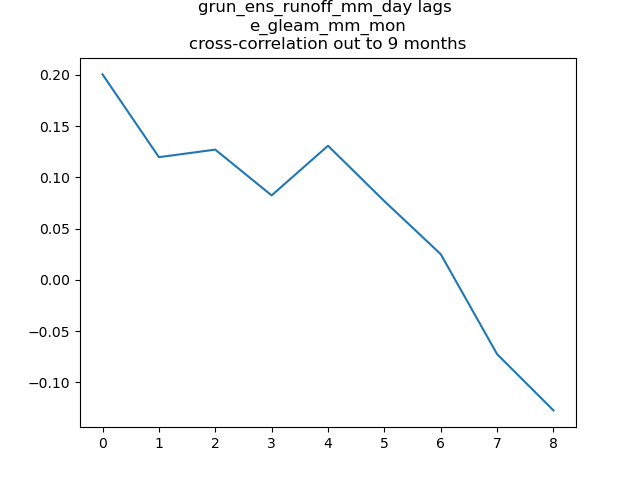 grun_ens_runoff_mm_day lags
e_gleam_mm_mon
cross-correlation out to 9 months
0.20
0.15
0.10
0.05
0.00
−0.05
−0.10
0 1 2 3 4 5 6 7 8